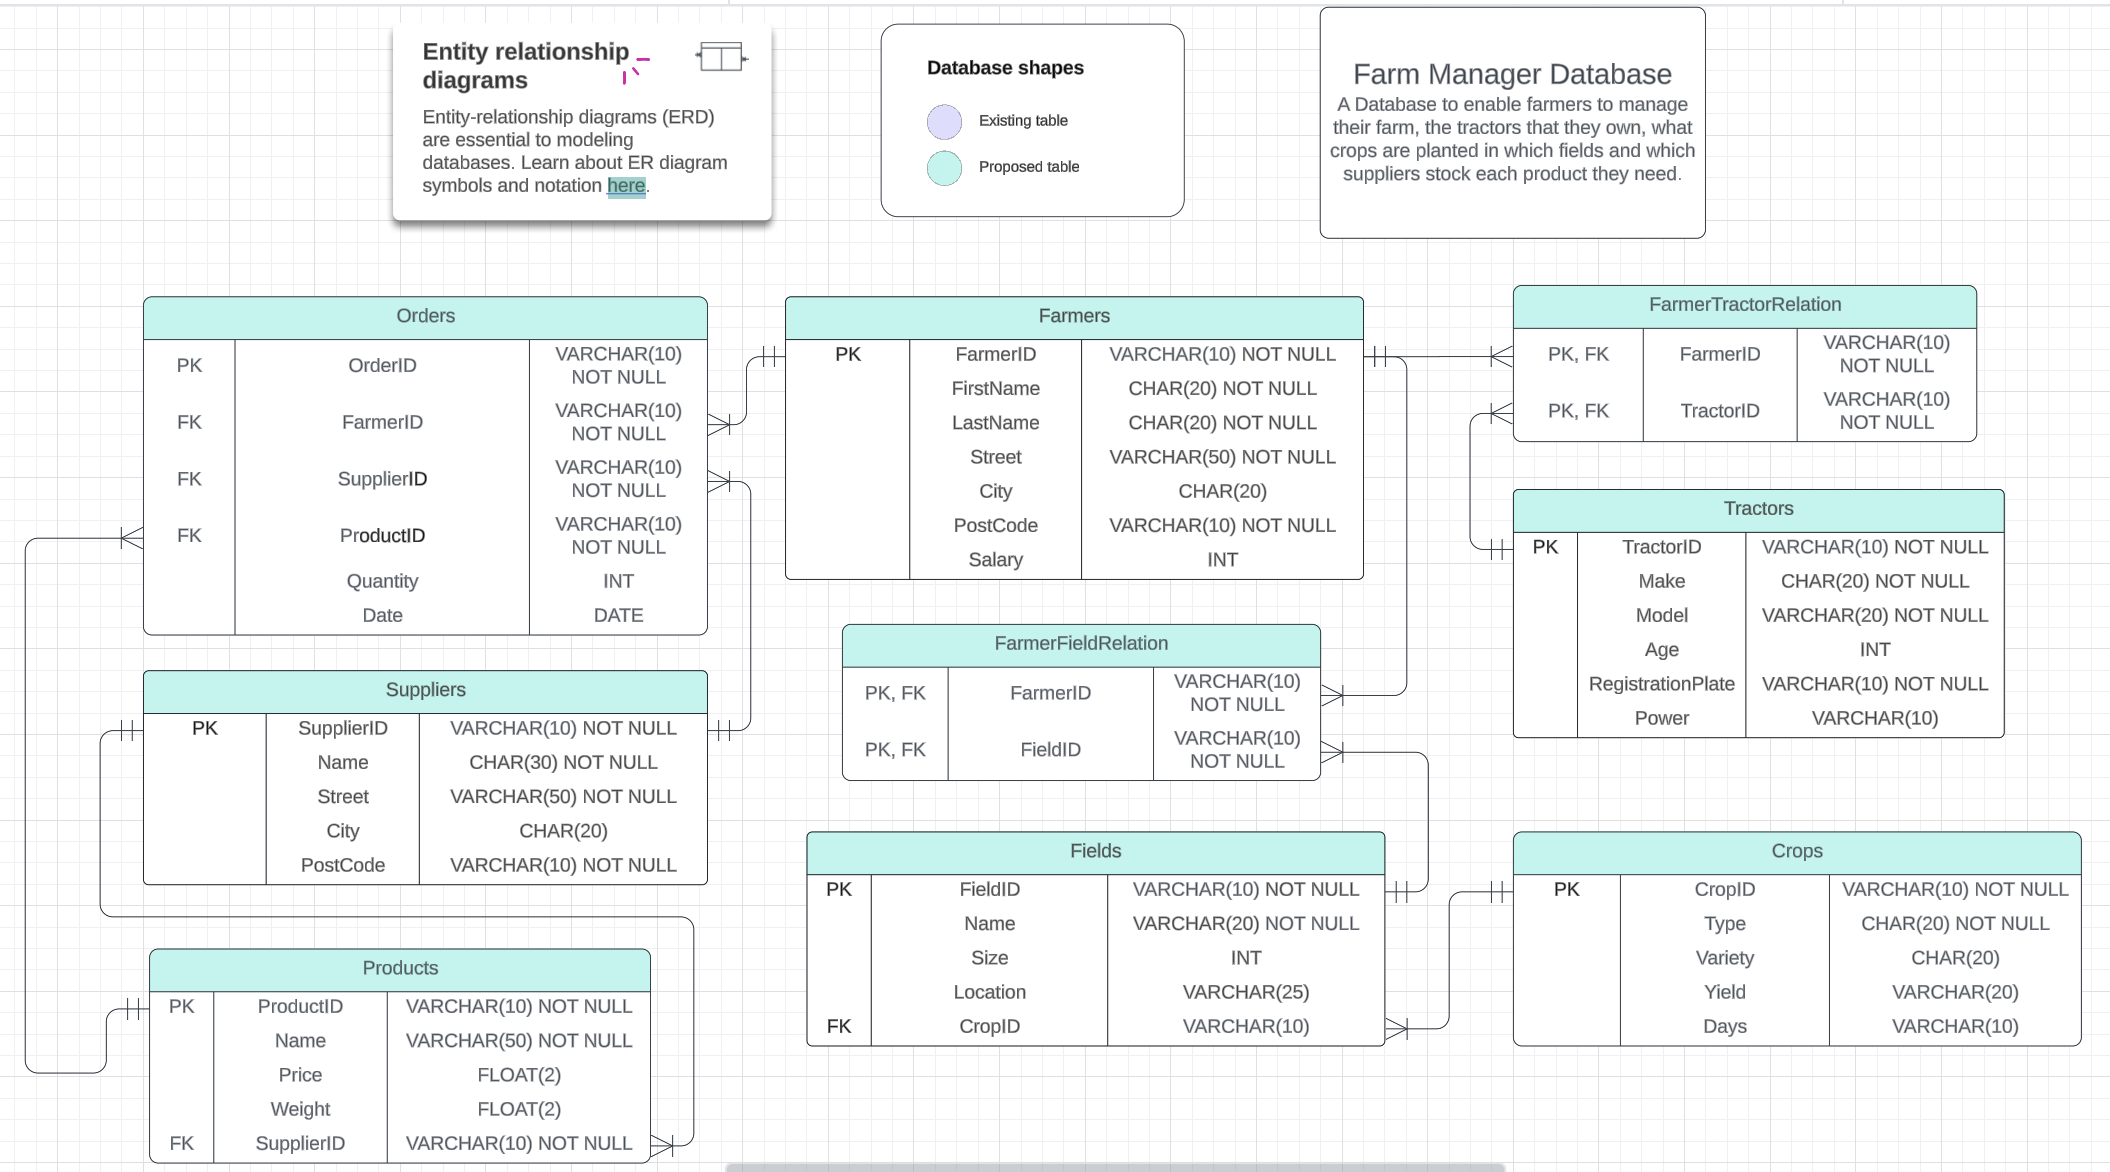 Entity relationship
diagrams
Entity-relationship diagrams (ERD)
are essential to modeling
databases. Learn about ER diagram
symbols and notation here.
Database shapes
Existing table
Proposed table
Farm Manager Database
A Database to enable farmers to manage
their farm, the tractors that they own, what
crops are planted in which fields and which
suppliers stock each product they need.
Orders
PK OrderID VARCHAR(10) NOT NULL
FK FarmerID VARCHAR(10) NOT NULL
FK SupplierID VARCHAR(10) NOT NULL
FK ProductID VARCHAR(10) NOT NULL
Quantity INT
Date DATE
Farmers
PK FarmerID VARCHAR(10) NOT NULL
FirstName CHAR(20) NOT NULL
LastName CHAR(20) NOT NULL
Street VARCHAR(50) NOT NULL
City CHAR(20)
PostCode VARCHAR(10) NOT NULL
Salary INT
FarmerTractorRelation
PK, FK FarmerID VARCHAR(10) NOT NULL
PK, FK TractorID VARCHAR(10) NOT NULL
Tractors
PK TractorID VARCHAR(10) NOT NULL
Make CHAR(20) NOT NULL
Model VARCHAR(20) NOT NULL
Age INT
RegistrationPlate VARCHAR(10) NOT NULL
Power VARCHAR(10)
Suppliers
PK SupplierID VARCHAR(10) NOT NULL
Name CHAR(30) NOT NULL
Street VARCHAR(50) NOT NULL
City CHAR(20)
PostCode VARCHAR(10) NOT NULL
FarmerFieldRelation
PK, FK FarmerID VARCHAR(10) NOT NULL
PK, FK FieldID VARCHAR(10) NOT NULL
Fields
PK FieldID VARCHAR(10) NOT NULL
Name VARCHAR(20) NOT NULL
Size INT
Location VARCHAR(25)
FK CropID VARCHAR(10)
Crops
PK CropID VARCHAR(10) NOT NULL
Type CHAR(20) NOT NULL
Variety CHAR(20)
Yield VARCHAR(20)
Days VARCHAR(10)
Products
PK ProductID VARCHAR(10) NOT NULL
Name VARCHAR(50) NOT NULL
Price FLOAT(2)
Weight FLOAT(2)
FK SupplierID VARCHAR(10) NOT NULL